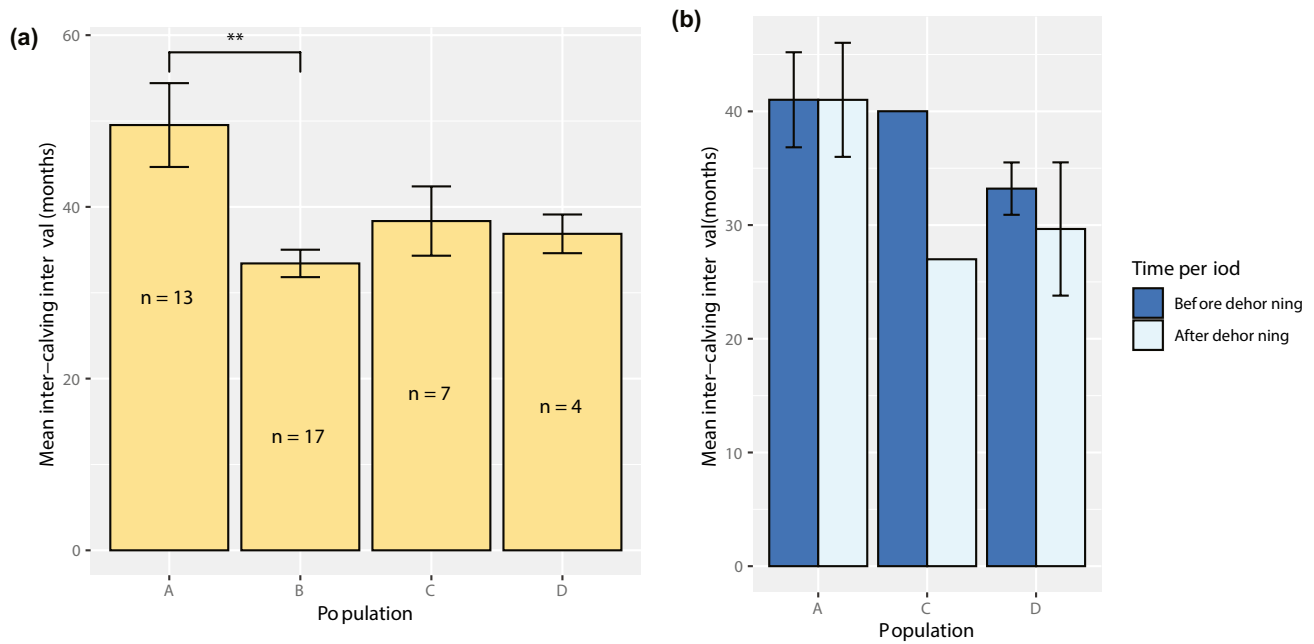 (a)
Mean inter-calving inter val (months)
60
40
20
0
**
n = 13
n = 17
n = 7
n = 4
A B C D
Po pulation
(b)
Mean inter-calving inter val(months)
40
30
20
10
0
A C D
Population
Time per iod
Bef ore dehor ning
After dehor ning